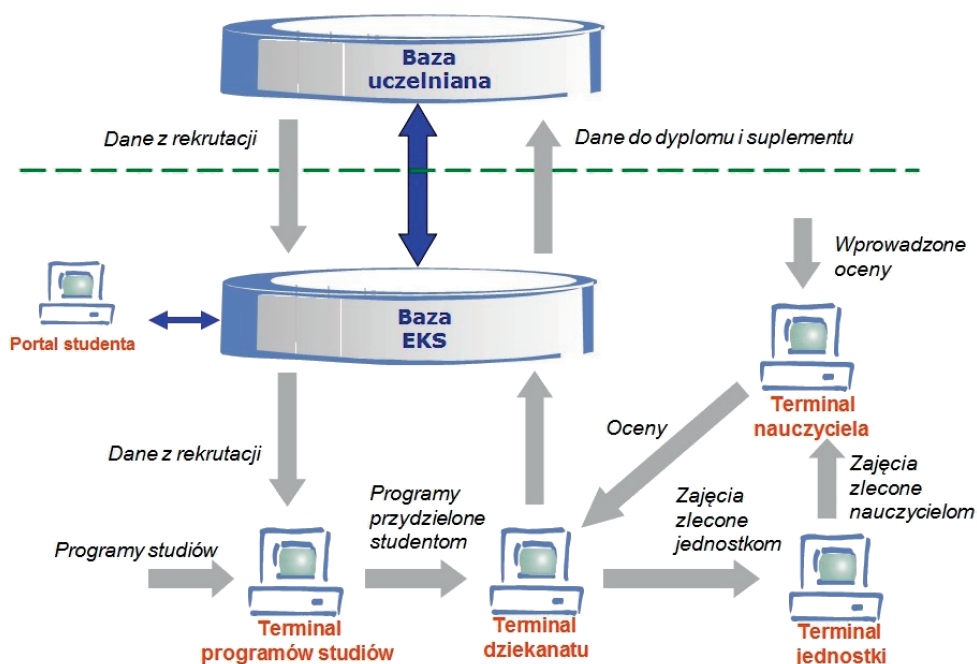 Baza
uczelniana
Dane z rekrutacji
Dane do dyplomu i suplementu
Wprowadzone
oceny
Portal studenta
Baza
EKS
Terminal
nauczyciela
Oceny
Dane z rekrutacji
Zajęcia
zlecone
nauczycielom
Programy
przydzielone
studentom
Zajęcia
zlecone
jednostkom
Programy studiów
Terminal
programów studiów
Terminal
dziekanatu
Terminal
jednostki